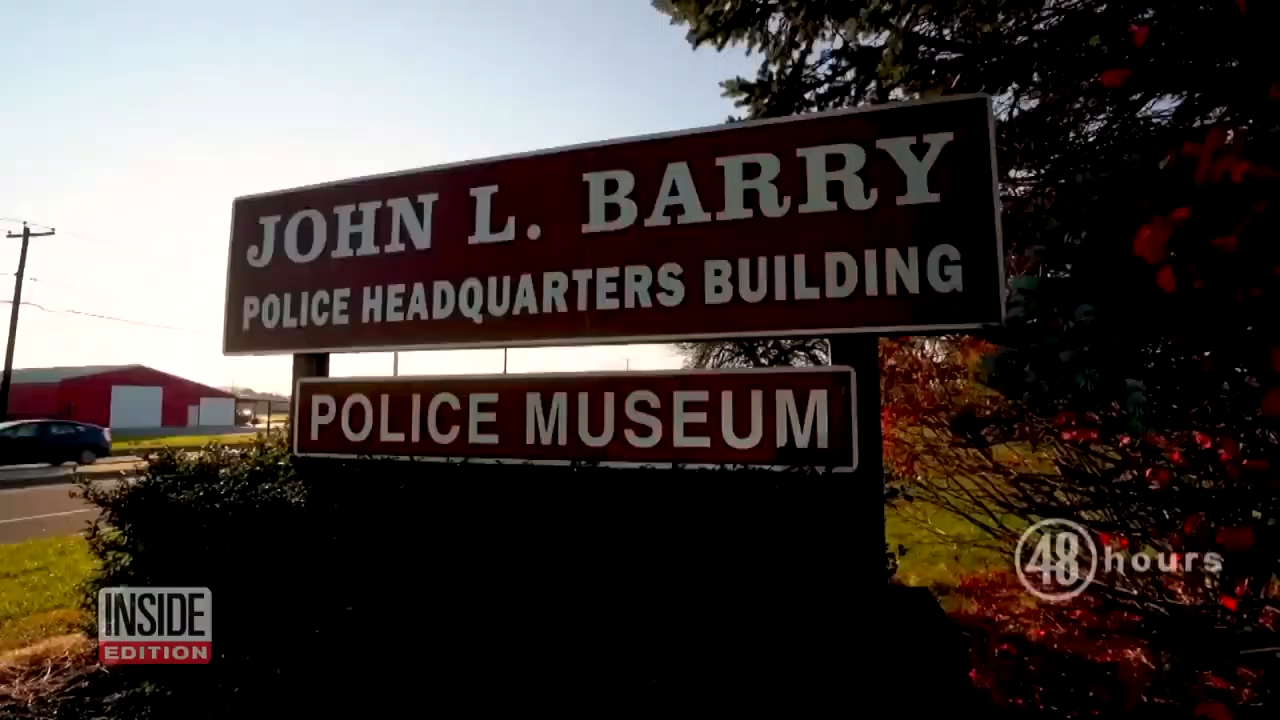 JOHN L. BARRY
POLICE HEADQUARTERS BUILDING
POLICE MUSEUM
48 hours
INSIDE
EDITION